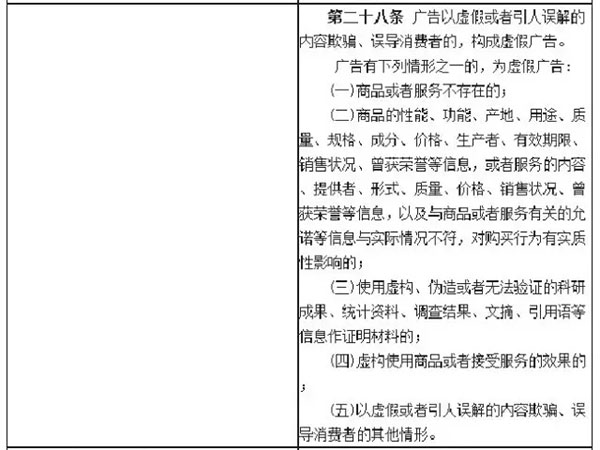 第二十八条 广告以虚假或者引人误解的
内容欺骗、误导消费者的，构成虚假广告。
广告有下列情形之一的，为虚假广告：
(一)商品或者服务不存在的；
(二)商品的性能、功能、产地、用途、质
量、规格、成分、价格、生产者、有效期限、
销售状况、曾获荣誉等信息，或者服务的内容
、提供者、形式、质量、价格、销售状况、曾
获荣誉等信息，以及与商品或者服务有关的允
诺等信息与实际情况不符，对购买行为有实质
性影响的；
(三)使用虚构、伪造或者无法验证的科研
成果、统计资料、调查结果、文摘、引用语等
信息作证明材料的；
(四)虚构使用商品或者接受服务的效果的
；
(五)以虚假或者引人误解的内容欺骗、误
导消费者的其他情形。